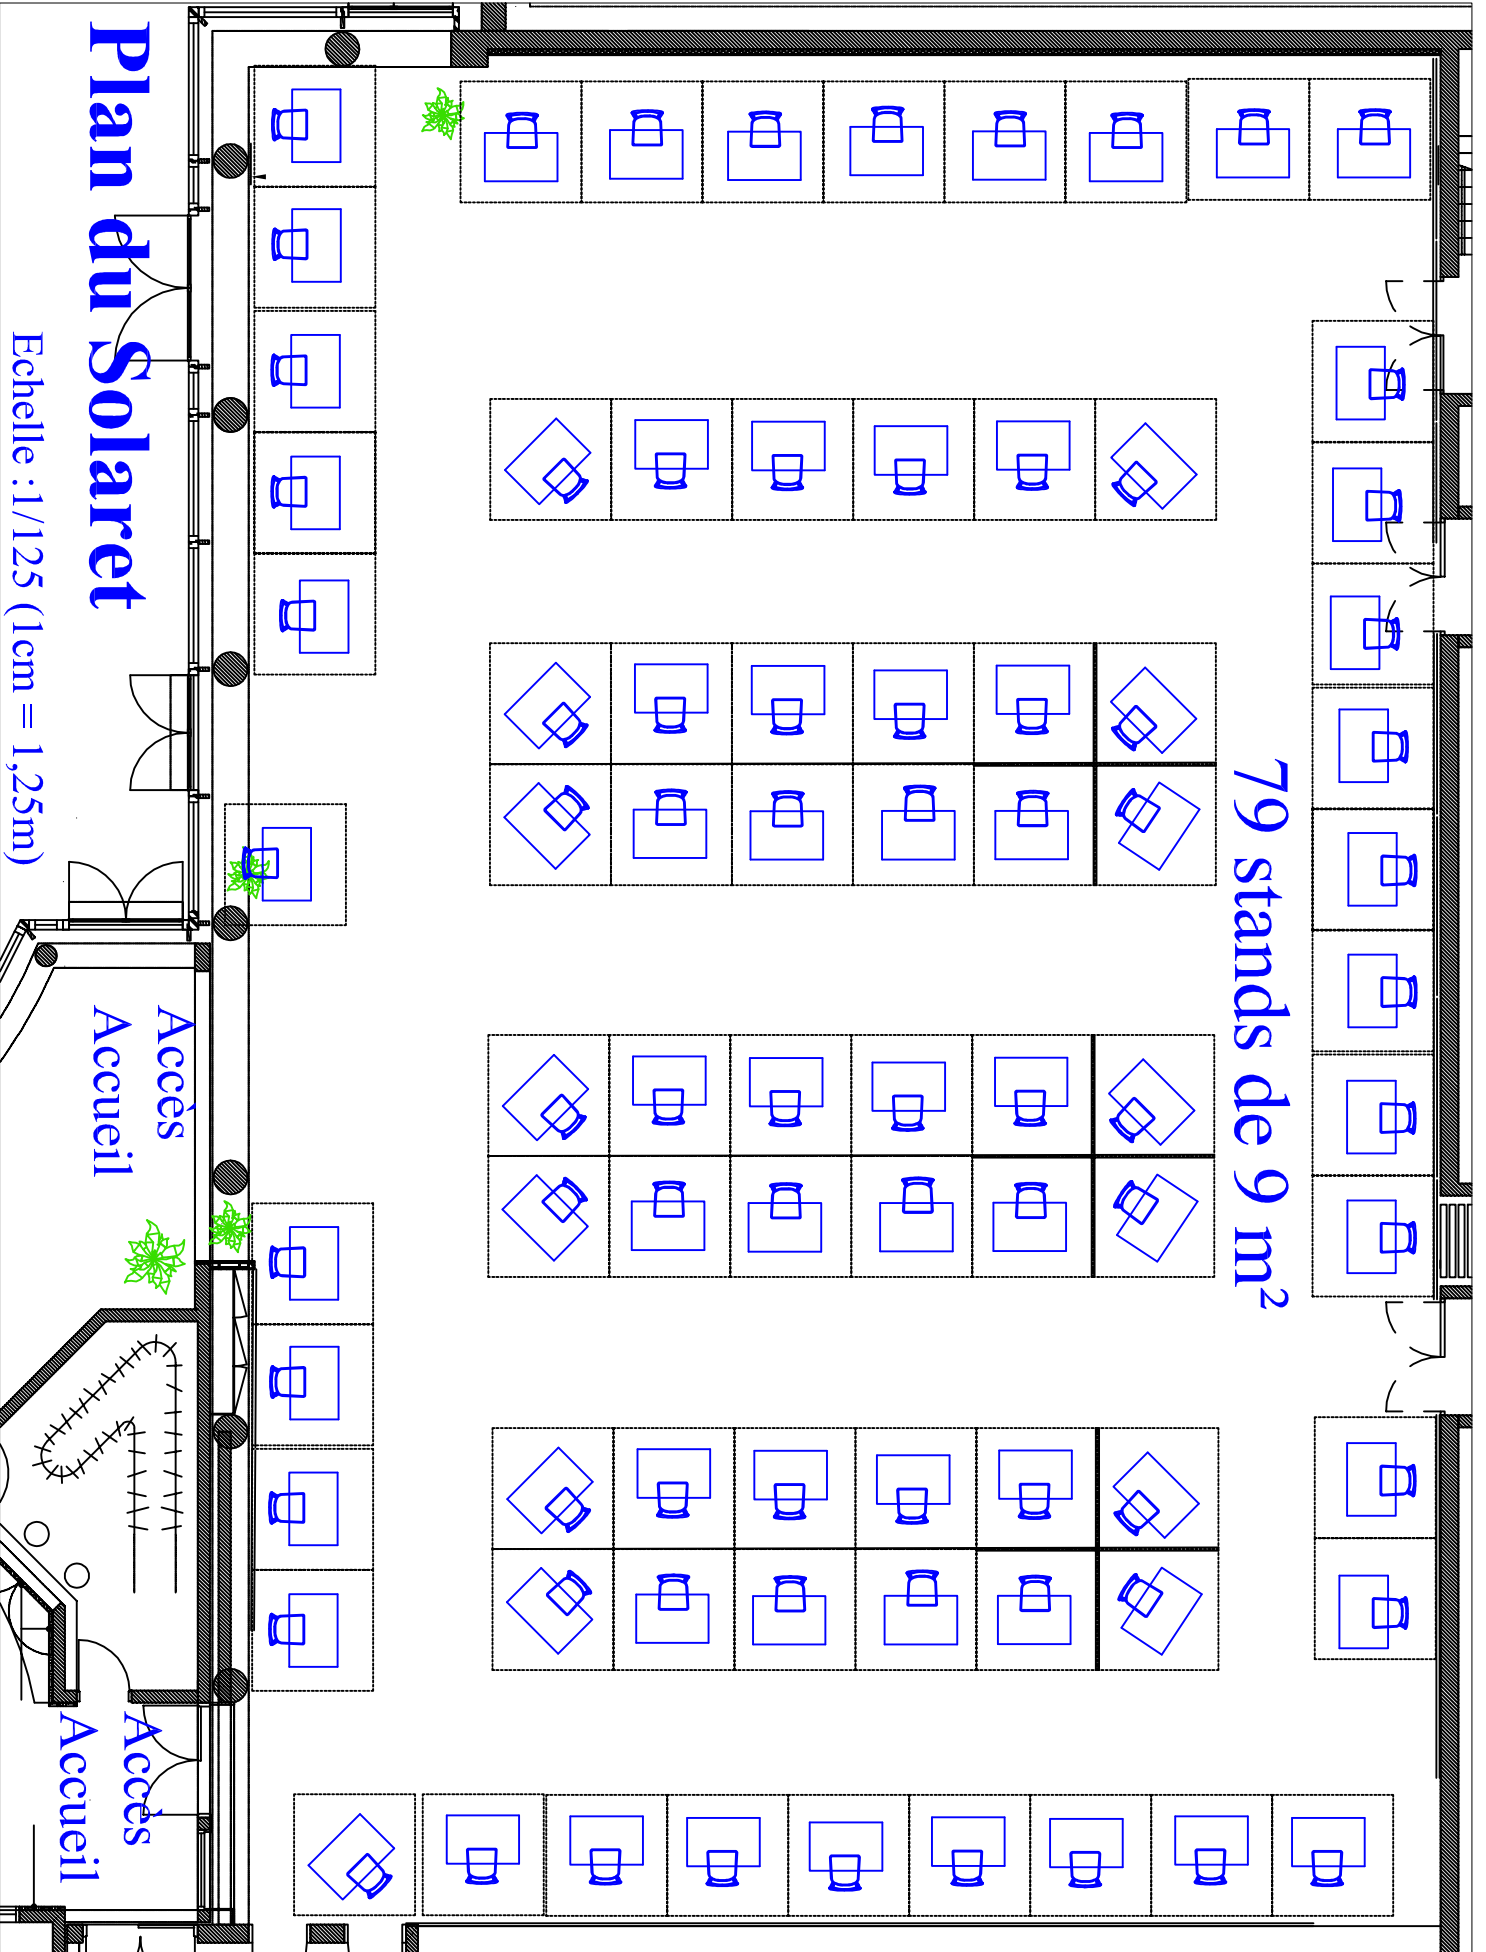 Plan du Solaret
Echelle :1/125 (1cm = 1,25m)
79 stands de 9 m²
Accès
Accueil
Accès
Accueil